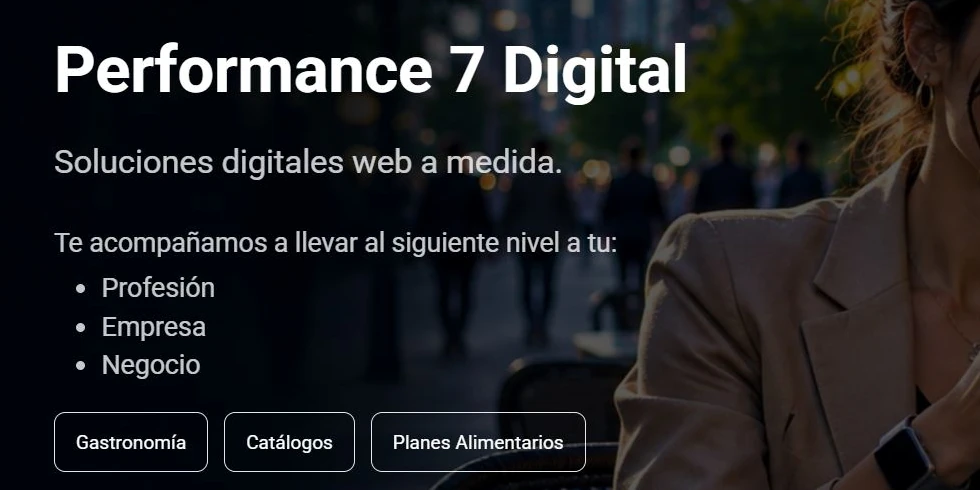 Performance 7 Digital
Soluciones digitales web a medida.
Te acompañamos a llevar al siguiente nivel a tu:
• Profesión
• Empresa
• Negocio
Gastronomía
Catálogos
Planes Alimentarios